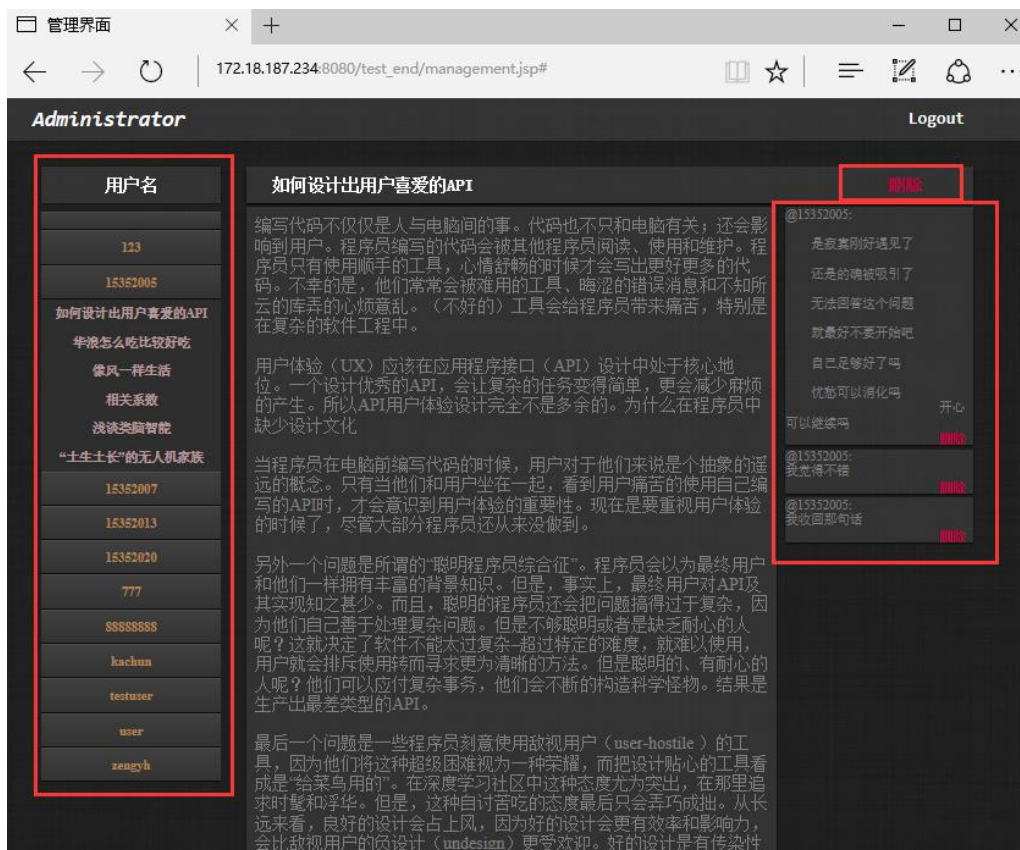 管理界面
172.18.187.234:8080/test_end/management.jsp#
Administrator
Logout
用户名
123
15352005
如何设计出用户喜爱的API
华浪怎么吃比较好吃
像风一样生活
相关系数
浅谈类脑智能
“土生土长”的无人机家族
15352007
15352013
15352020
777
88888888
kachun
testuser
user
zengyh
如何设计出用户喜爱的API
删除
编写代码不仅仅是人与电脑间的事。代码也不只和电脑有关；还会影
响到用户。程序员编写的代码会被其他程序员阅读、使用和维护。程
序员只有使用顺手的工具，心情舒畅的时候才会写出更好更多的代
码。不幸的是，他们常常会被难用的工具、晦涩的错误消息和不知所
云的库弄的心烦意乱。（不好的）工具会给程序员带来痛苦，特别是
在复杂的软件工程中。
用户体验（UX）应该在应用程序接口（API）设计中处于核心地
位。一个设计优秀的API，会让复杂的任务变得简单，更会减少麻烦
的产生。所以API用户体验设计完全不是多余的。为什么在程序员中
缺少设计文化
当程序员在电脑前编写代码的时候，用户对于他们来说是个抽象的遥
远的概念。只有当他们和用户坐在一起，看到用户痛苦的使用自己编
写的API时，才会意识到用户体验的重要性。现在是要重视用户体验
的时候了，尽管大部分程序员还从来没做到。
另外一个问题是所谓的“聪明程序员综合征”。程序员会以为最终用户
和他们一样拥有丰富的背景知识。但是，事实上，最终用户对API及
其实现知之甚少。而且，聪明的程序员还会把问题搞得过于复杂，因
为他们自己善于处理复杂问题。但是不够聪明或者是缺乏耐心的人
呢？这就决定了软件不能太过复杂–超过特定的难度，就难以使用，
用户就会排斥使用转而寻求更为清晰的方法。但是聪明的、有耐心的
人呢？他们可以应付复杂事务，他们会不断的构造科学怪物。结果是
生产出最差类型的API。
最后一个问题是一些程序员刻意使用敌视用户（user-hostile ）的工
具，因为他们将这种超级困难视为一种荣耀，而把设计贴心的工具看
成是“给菜鸟用的”。在深度学习社区中这种态度尤为突出，在那里追
求时髦和浮华。但是，这种自讨苦吃的态度最后只会弄巧成拙。从长
远来看，良好的设计会占上风，因为好的设计会更有效率和影响力，
会比敌视用户的负设计（undesign）更受欢迎。好的设计是有传染性
@15352005:
是寂寞刚好遇见了
还是的确被吸引了
无法回答这个问题
就最好不要开始吧
自己足够好了吗
忧愁可以消化吗
开心
可以继续吗
删除
@15352005:
我觉得不错
删除
@15352005:
我收回那句话
删除